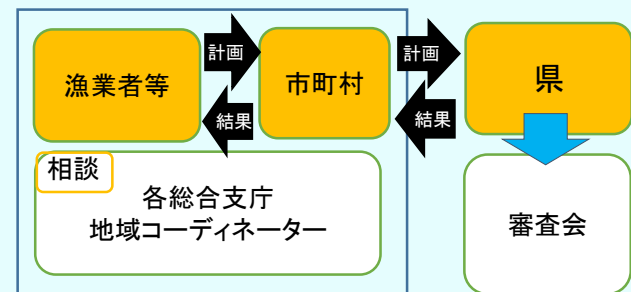 漁業者等
計画
市町村
計画
県
結果
結果
相談
各総合支庁
地域コーディネーター
審査会